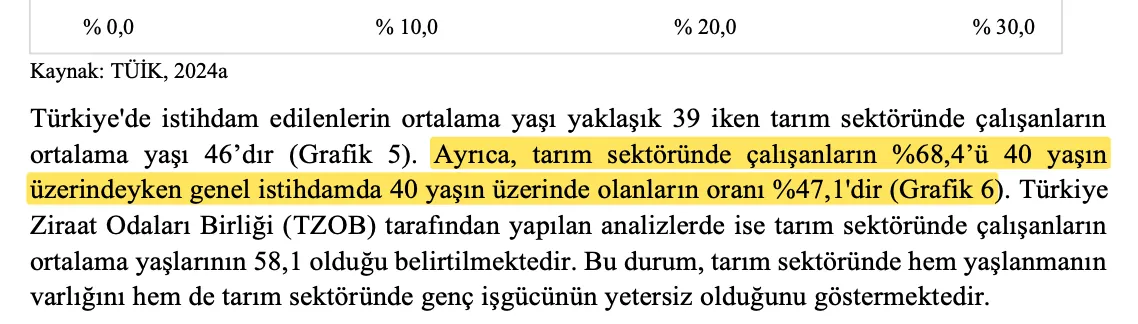 % 0,0 % 10,0 % 20,0 % 30,0
Kaynak: TÜİK, 2024a
Türkiye'de istihdam edilenlerin ortalama yaşı yaklaşık 39 iken tarım sektöründe çalışanların
ortalama yaşı 46’dır (Grafik 5). Ayrıca, tarım sektöründe çalışanların %68,4’ü 40 yaşın
üzerindeyken genel istihdamda 40 yaşın üzerinde olanların oranı %47,1'dir (Grafik 6). Türkiye
Ziraat Odaları Birliği (TZOB) tarafından yapılan analizlerde ise tarım sektöründe çalışanların
ortalama yaşlarının 58,1 olduğu belirtilmektedir. Bu durum, tarım sektöründe hem yaşlanmanın
varlığını hem de tarım sektöründe genç işgücünün yetersiz olduğunu göstermektedir.